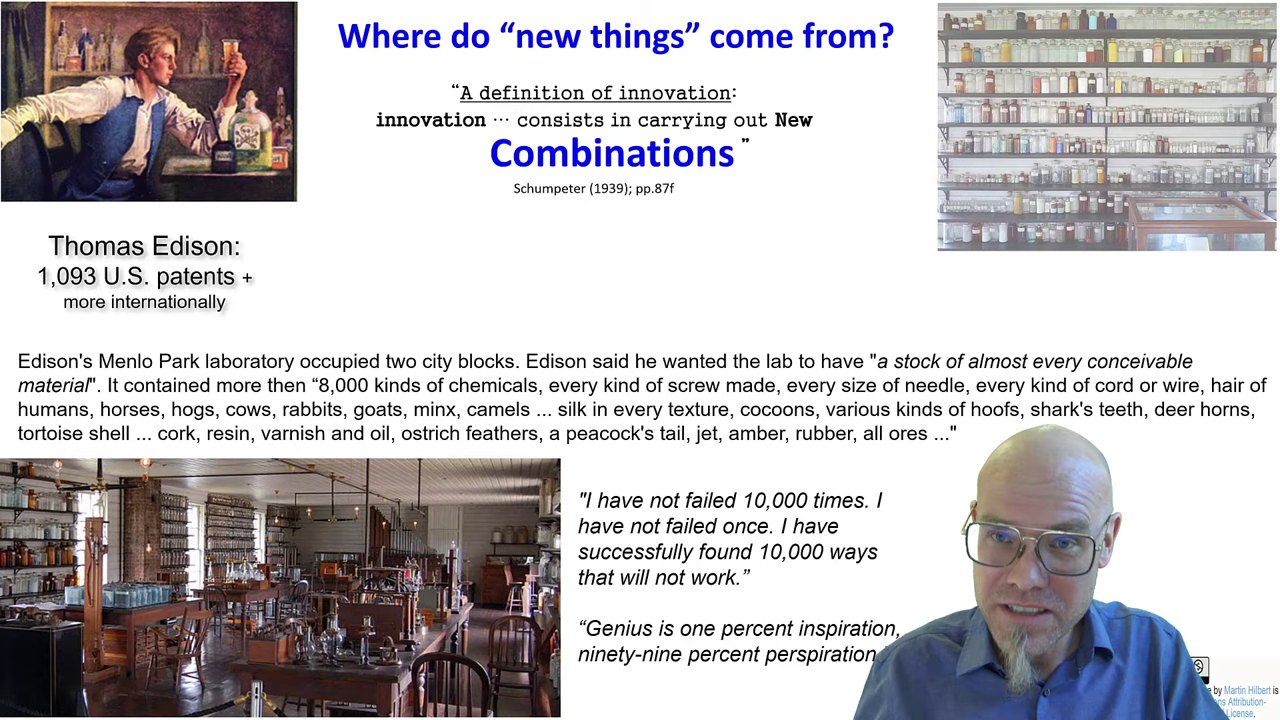 Where do “new things” come from?
“A definition of innovation:
innovation ... consists in carrying out New
Combinations ”
Schumpeter (1939); pp.87f
Thomas Edison:
1,093 U.S. patents +
more internationally
Edison's Menlo Park laboratory occupied two city blocks. Edison said he wanted the lab to have "a stock of almost every conceivable
material". It contained more then “8,000 kinds of chemicals, every kind of screw made, every size of needle, every kind of cord or wire, hair of
humans, horses, hogs, cows, rabbits, goats, minx, camels ... silk in every texture, cocoons, various kinds of hoofs, shark's teeth, deer horns,
tortoise shell ... cork, resin, varnish and oil, ostrich feathers, a peacock's tail, jet, amber, rubber, all ores ..."
"I have not failed 10,000 times. I
have not failed once. I have
successfully found 10,000 ways
that will not work.”
“Genius is one percent inspiration,
ninety-nine percent perspiration
by Martin Hilbert is
Attribution-
License.